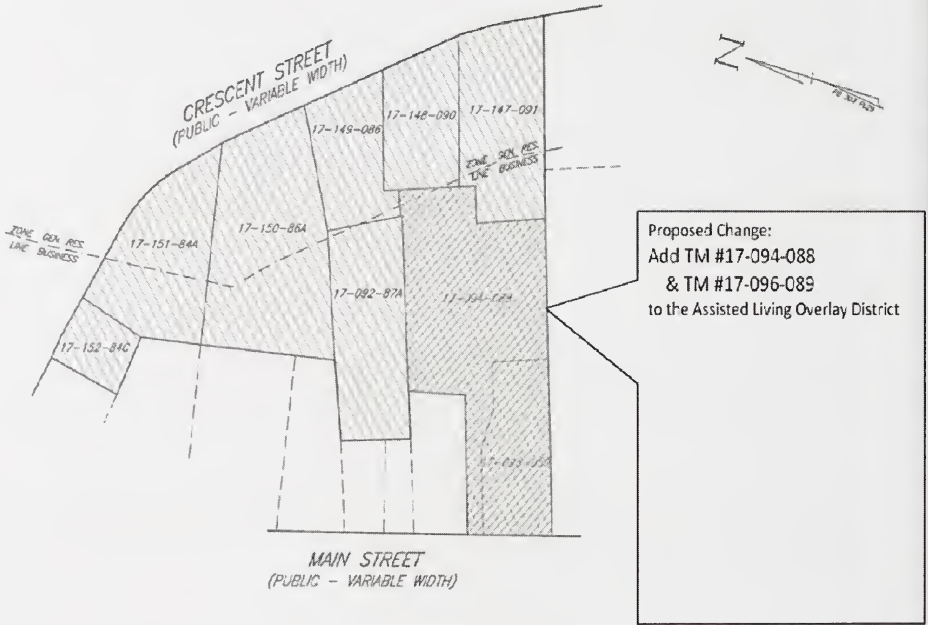 CRESCENT STREET
(PUBLIC - VARIABLE WIDTH)
N
17-149-086
17-148-090
17-147-091
ZONE GEN. RES.
LINE BUSINESS
ZONE GEN. RES.
LINE BUSINESS
17-151-84A
17-150-86A
17-092-87A
17-094-088
17-152-84C
Proposed Change:
Add TM #17-094-088
& TM #17-096-089
to the Assisted Living Overlay District
MAIN STREET
(PUBLIC - VARIABLE WIDTH)